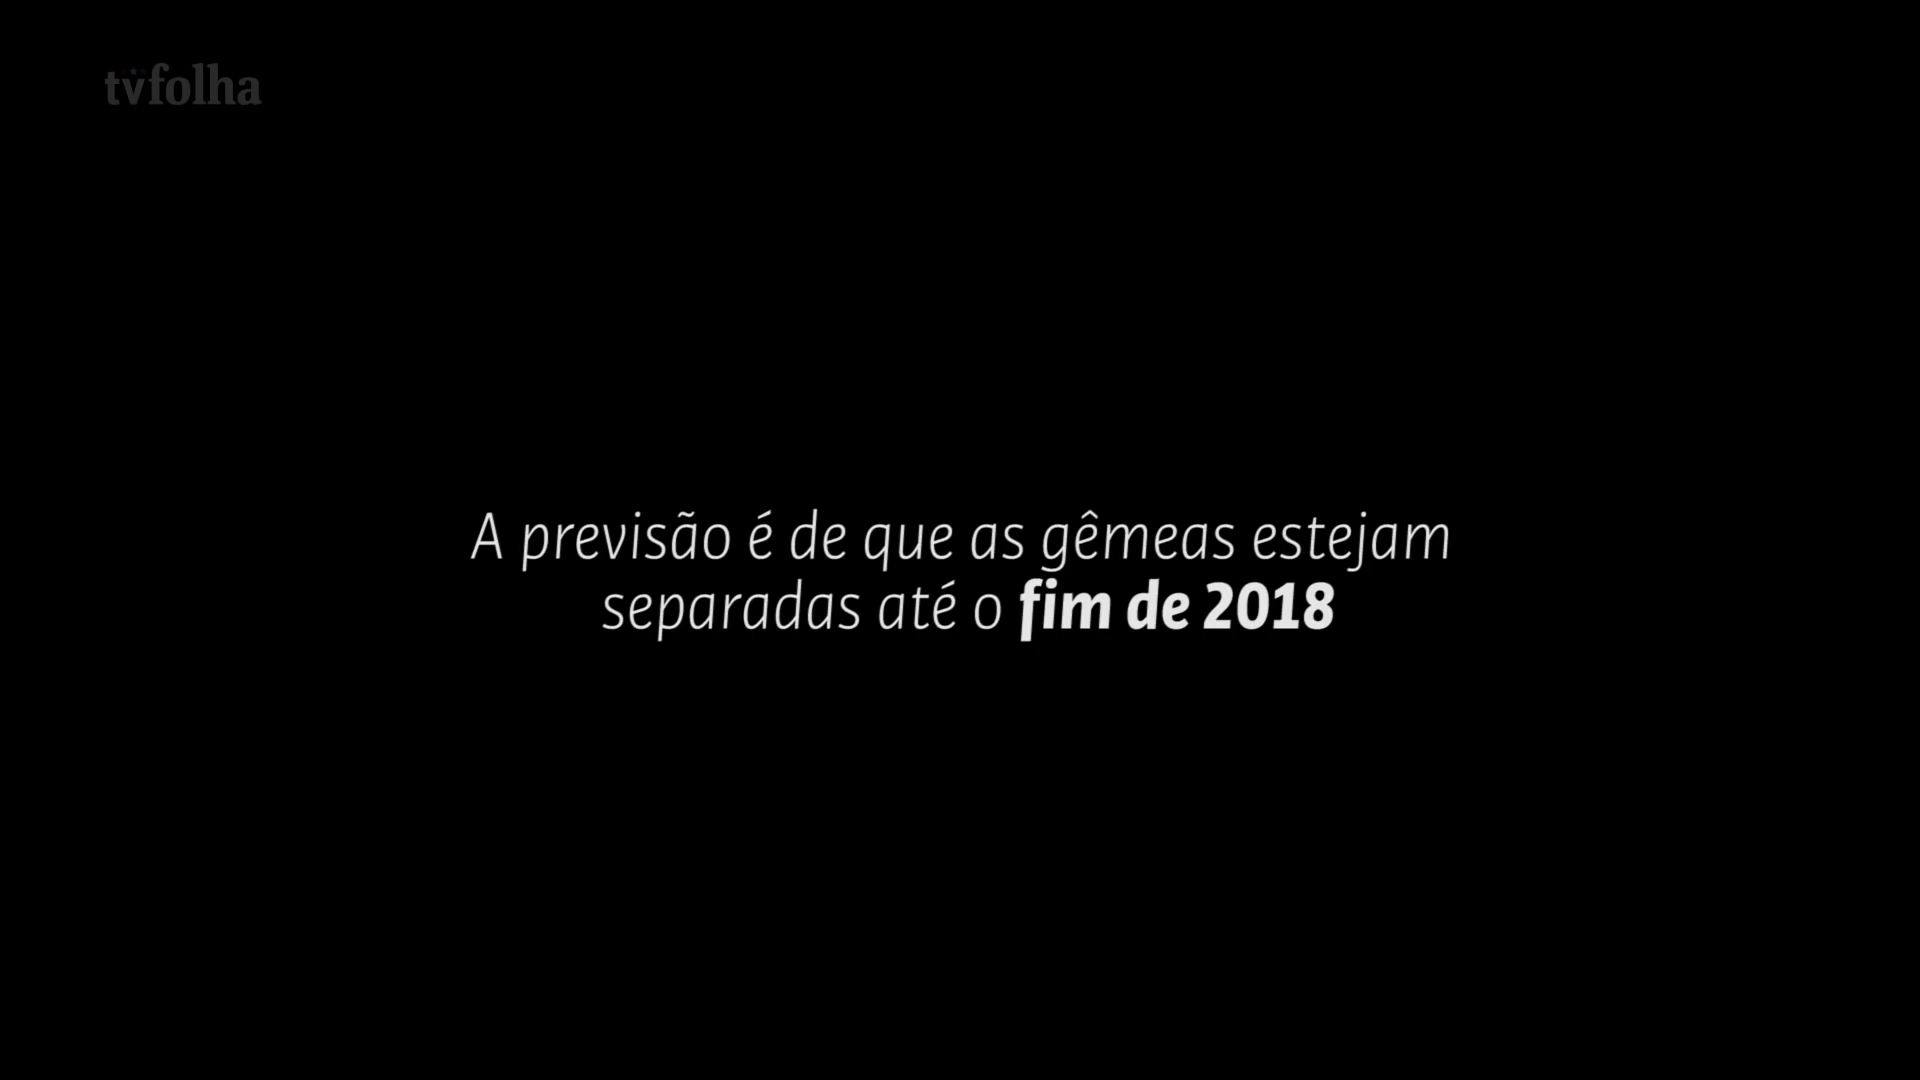 tvfolha
A previsão é de que as gêmeas estejam
separadas até o fim de 2018